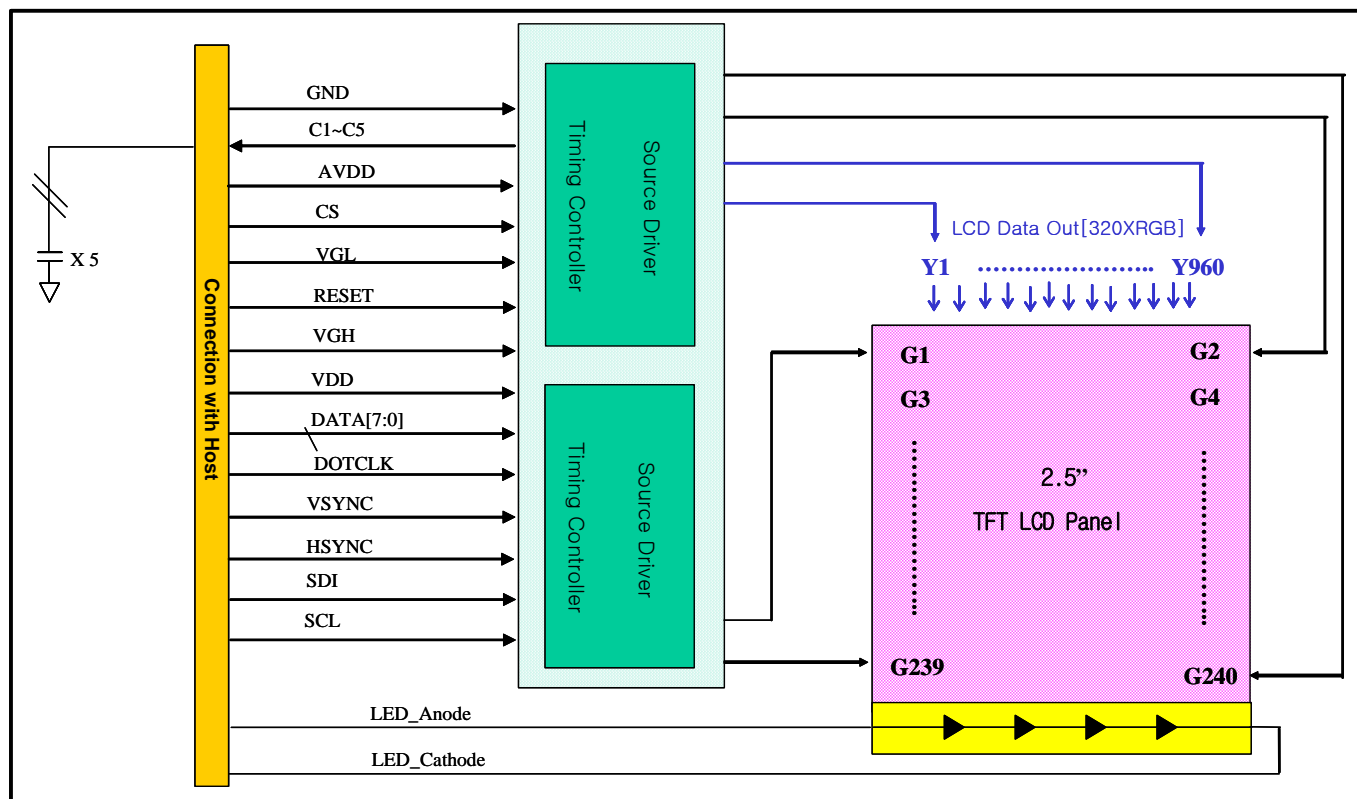 Connection with Host
X 5
GND
C1~C5
AVDD
CS
VGL
RESET
VGH
VDD
DATA[7:0]
DOTCLK
VSYNC
HSYNC
SDI
SCL
LED_Anode
LED_Cathode
Timing Controller
Source Driver
Timing Controller
Source Driver
LCD Data Out[320XRGB]
Y1
Y960
G1
G2
G3
G4
2.5”
TFT LCD Panel
G239
G240